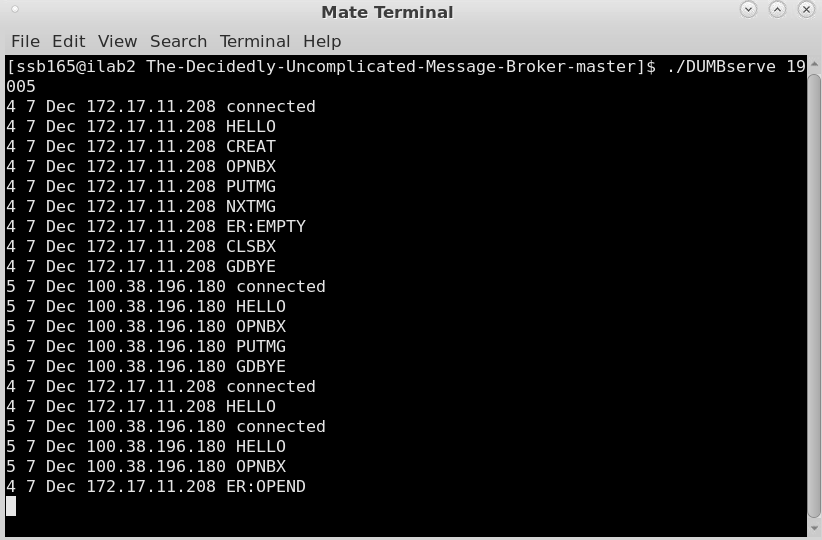 Mate Terminal
File Edit View Search Terminal Help
[ssb165@ilab2 The-Decidedly-Uncomplicated-Message-Broker-master]$ ./DUMBserve 19
005
4 7 Dec 172.17.11.208 connected
4 7 Dec 172.17.11.208 HELLO
4 7 Dec 172.17.11.208 CREAT
4 7 Dec 172.17.11.208 OPNBX
4 7 Dec 172.17.11.208 PUTMG
4 7 Dec 172.17.11.208 NXTMG
4 7 Dec 172.17.11.208 ER:EMPTY
4 7 Dec 172.17.11.208 CLSBX
4 7 Dec 172.17.11.208 GDBYE
5 7 Dec 100.38.196.180 connected
5 7 Dec 100.38.196.180 HELLO
5 7 Dec 100.38.196.180 OPNBX
5 7 Dec 100.38.196.180 PUTMG
5 7 Dec 100.38.196.180 GDBYE
4 7 Dec 172.17.11.208 connected
4 7 Dec 172.17.11.208 HELLO
5 7 Dec 100.38.196.180 connected
5 7 Dec 100.38.196.180 HELLO
5 7 Dec 100.38.196.180 OPNBX
4 7 Dec 172.17.11.208 ER:OPEND